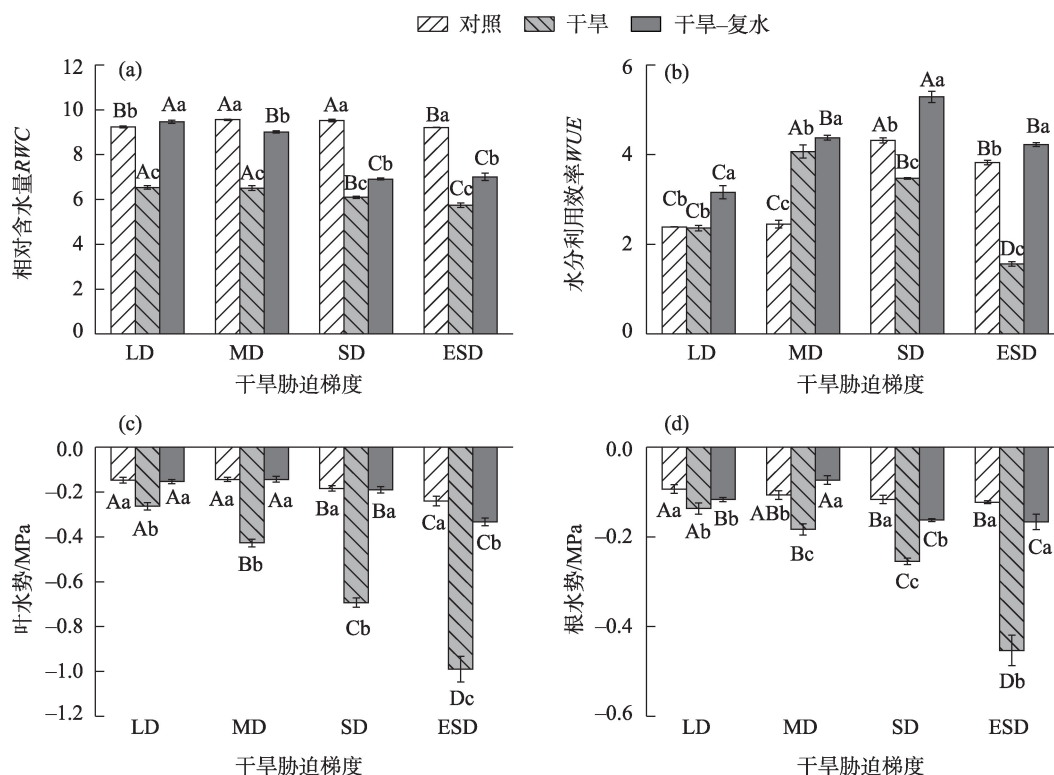 对照 干旱 干旱–复水
(a)
相对含水量RWC
12
10
8
6
4
2
0
Bb Ac Aa
Aa Ac Bb
Aa Bc Cb
Ba Cc Cb
LD MD SD ESD
干旱胁迫梯度
(b)
水分利用效率WUE
6
4
2
0
Cb Cb Ca
Cc Ab Ba
Ab Bc Aa
Bb Dc Ba
LD MD SD ESD
干旱胁迫梯度
(c)
叶水势/MPa
0.0
−0.2
−0.4
−0.6
−0.8
−1.0
−1.2
Aa Ab Aa
Aa Bb Aa
Ba Cb Ba
Ca Dc Cb
LD MD SD ESD
干旱胁迫梯度
(d)
根水势/MPa
0.0
−0.2
−0.4
−0.6
Aa Ab Bb
ABb Bc Aa
Ba Cc Cb
Ba Db Ca
LD MD SD ESD
干旱胁迫梯度